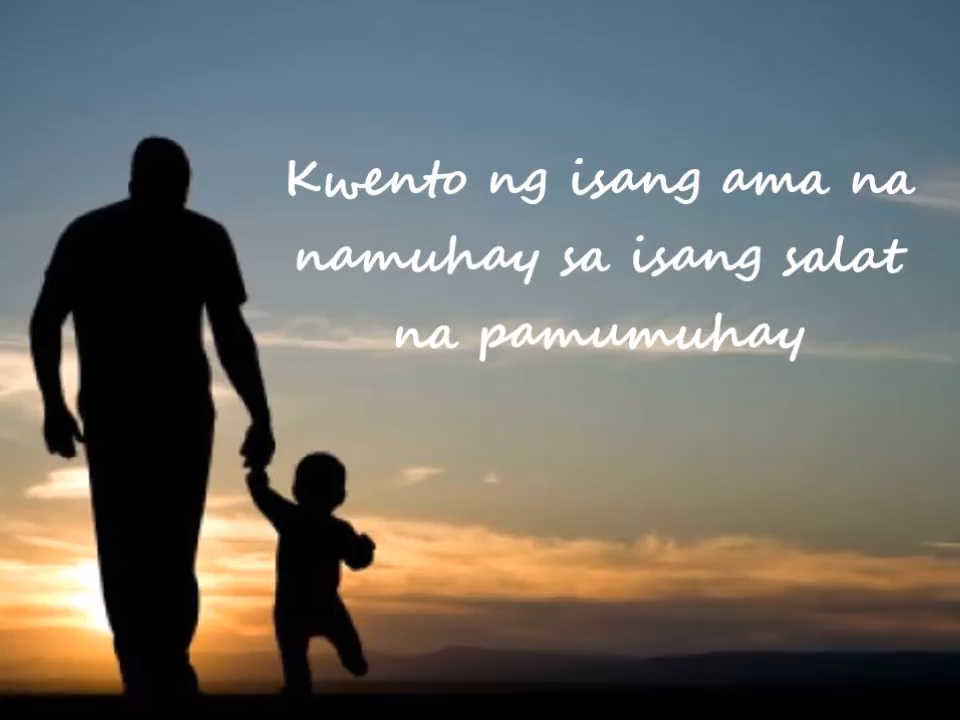 Kwento ng isang ama na
namuhay sa isang salat
na pamumuhay